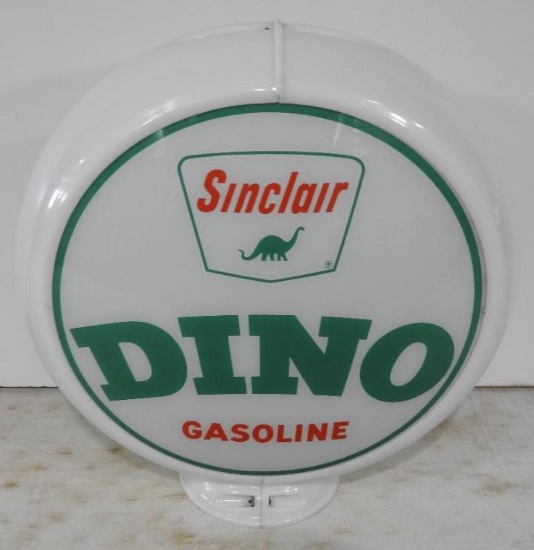 Sinclair
®
DINO
GASOLINE